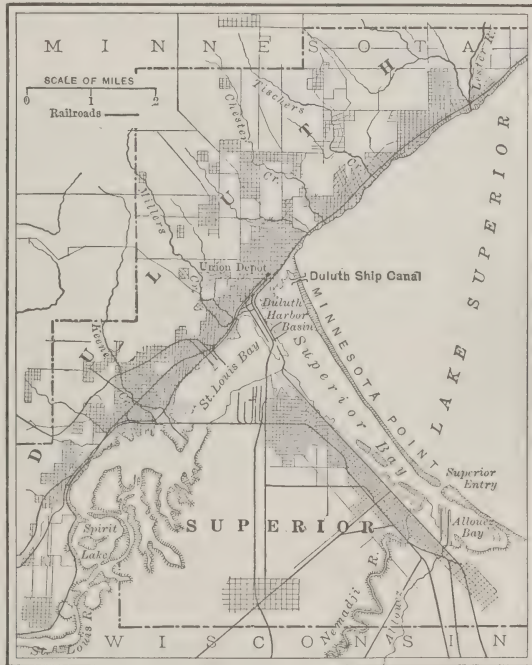 MINNESOTA
SCALE OF MILES
0 1 2
Railroads
Lester R.
Tischers
Cr.
Chester
Cr.
Millers
DULUTH
Union Depot
Duluth Ship Canal
Duluth
Harbor
Basin
MINNESOTA POINT
LAKE SUPERIOR
Keene
St. Louis Bay
Superior Bay
Superior
Entry
Allouez
Bay
SUPERIOR
Spirit
Lake
St. Louis R.
Nemadji R.
WISCONSIN